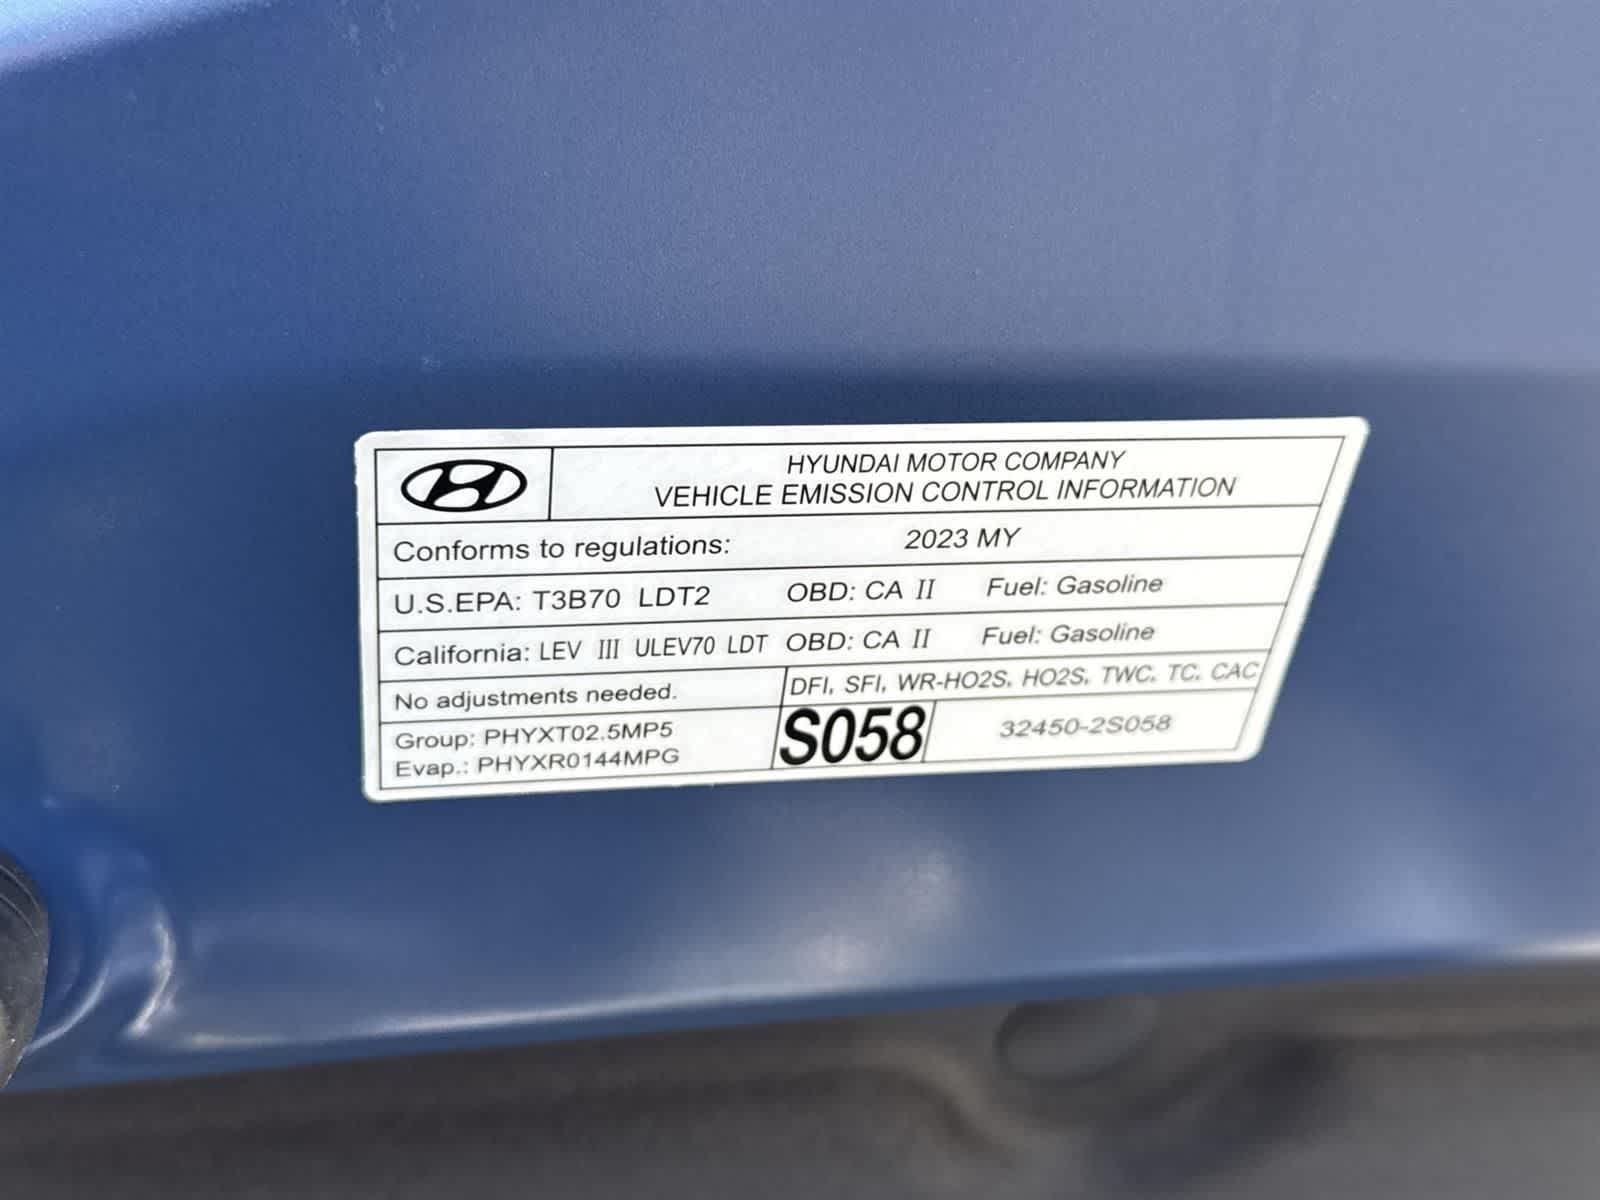 HYUNDAI MOTOR COMPANY
VEHICLE EMISSION CONTROL INFORMATION
Conforms to regulations: 2023 MY
U.S.EPA: T3B70 LDT2 OBD: CA II Fuel: Gasoline
California: LEV III ULEV70 LDT OBD: CA II Fuel: Gasoline
No adjustments needed. DFI, SFI, WR-HO2S, HO2S, TWC, TC, CAC
Group: PHYXT02.5MP5
Evap.: PHYXR0144MPG
S058
32450-2S058